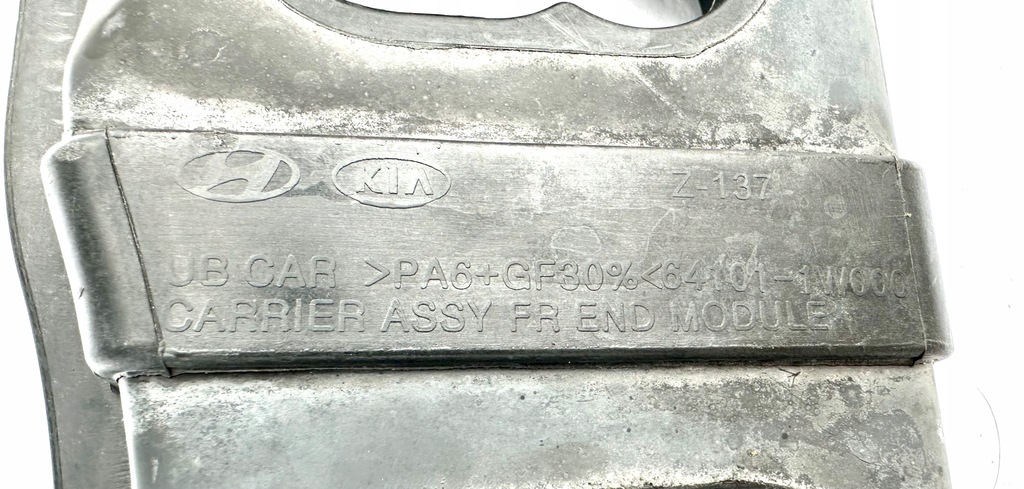 KIA Z-137
UB CAR >PA6+GF30%<64101-1W000
CARRIER ASSY FR END MODULE